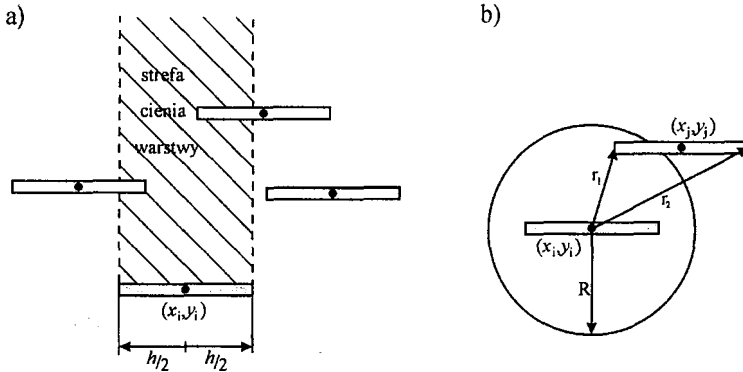 a)
strefa
cienia
warstwy
(xᵢ,yᵢ)
h/2 h/2
b)
(xⱼ,yⱼ)
r₁
r₂
(xᵢ,yᵢ)
R